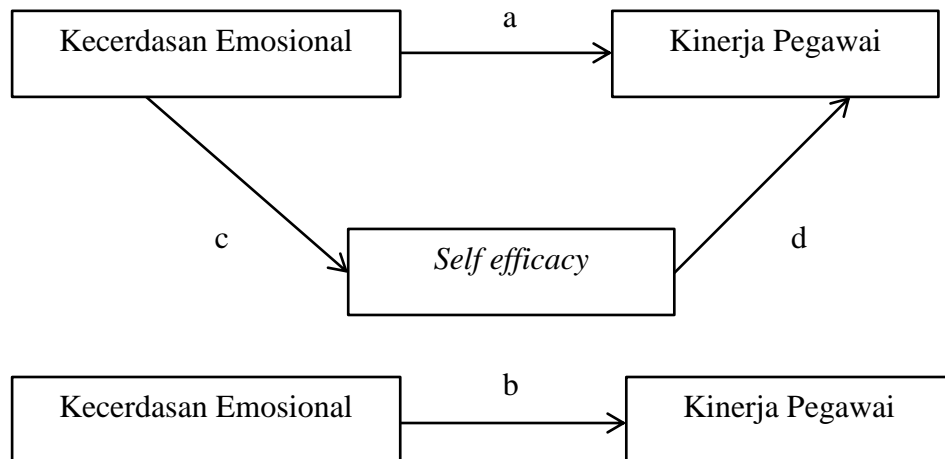 a
Kecerdasan Emosional
Kinerja Pegawai
c
Self efficacy
d
b
Kecerdasan Emosional
Kinerja Pegawai